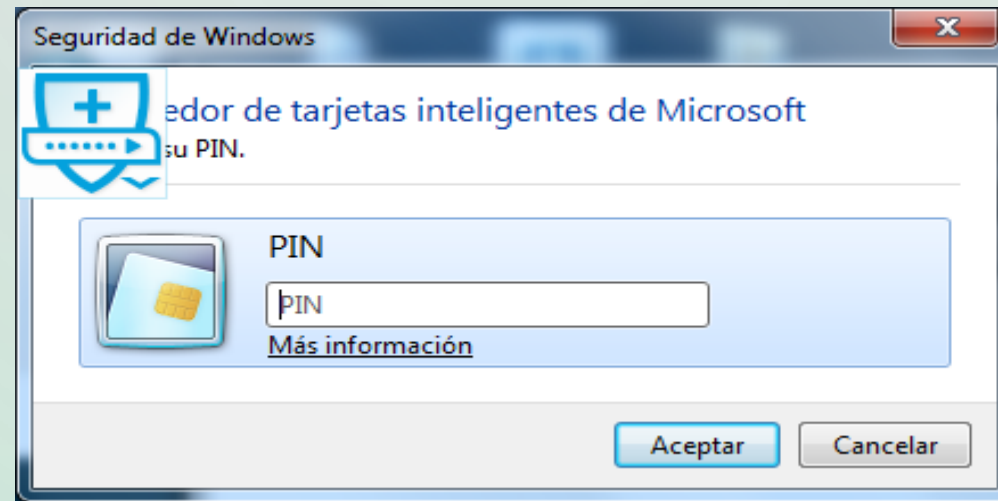 Seguridad de Windows
edor de tarjetas inteligentes de Microsoft
su PIN.
PIN
PIN
Más información
Aceptar
Cancelar